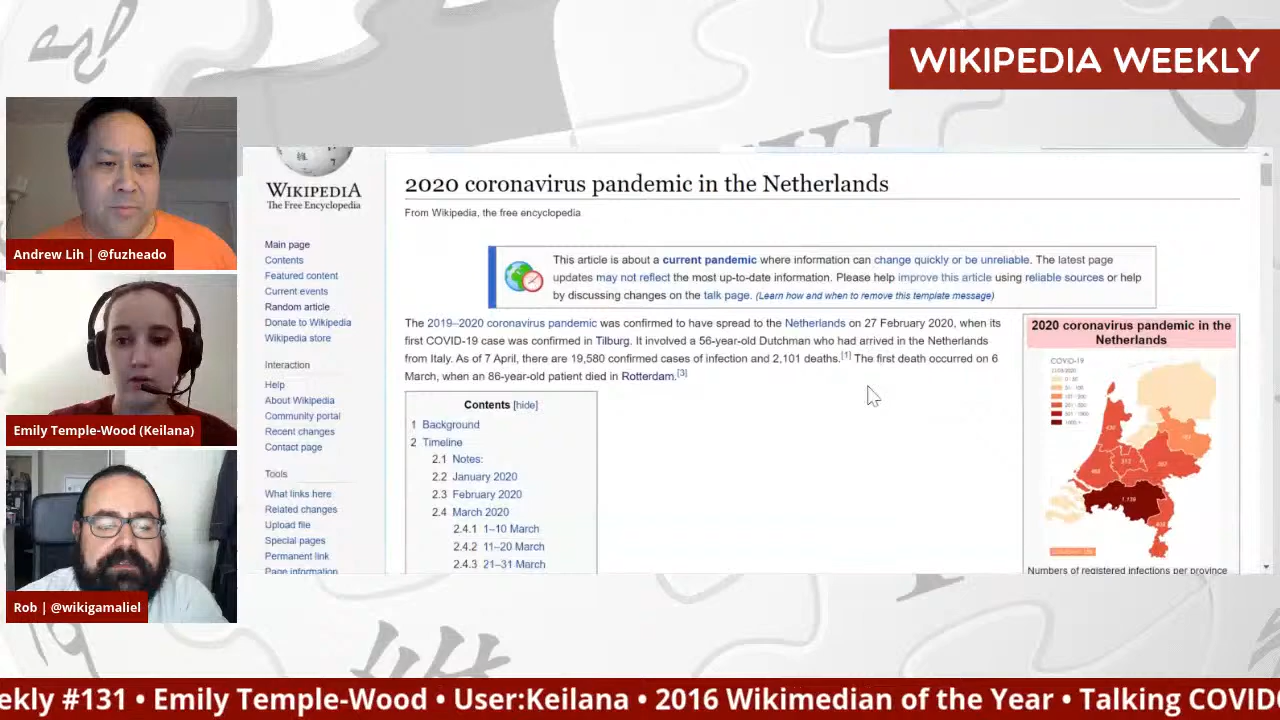 WIKIPEDIA WEEKLY
Andrew Lih | @fuzheado
Emily Temple-Wood (Keilana)
Rob | @wikigamaliel
WIKIPEDIA
The Free Encyclopedia
Main page
Contents
Featured content
Current events
Random article
Donate to Wikipedia
Wikipedia store
Interaction
Help
About Wikipedia
Community portal
Recent changes
Contact page
Tools
What links here
Related changes
Upload file
Special pages
Permanent link
Page information
2020 coronavirus pandemic in the Netherlands
From Wikipedia, the free encyclopedia
This article is about a current pandemic where information can change quickly or be unreliable. The latest page
updates may not reflect the most up-to-date information. Please help improve this article using reliable sources or help
by discussing changes on the talk page. (Learn how and when to remove this template message)
The 2019–2020 coronavirus pandemic was confirmed to have spread to the Netherlands on 27 February 2020, when its
first COVID-19 case was confirmed in Tilburg. It involved a 56-year-old Dutchman who had arrived in the Netherlands
from Italy. As of 7 April, there are 19,580 confirmed cases of infection and 2,101 deaths.[1] The first death occurred on 6
March, when an 86-year-old patient died in Rotterdam.[3]
Contents [hide]
1 Background
2 Timeline
2.1 Notes:
2.2 January 2020
2.3 February 2020
2.4 March 2020
2.4.1 1–10 March
2.4.2 11–20 March
2.4.3 21–31 March
2020 coronavirus pandemic in the
Netherlands
COVID-19
Numbers of registered infections per province
ekly #131 • Emily Temple-Wood • User:Keilana • 2016 Wikimedian of the Year • Talking COVID